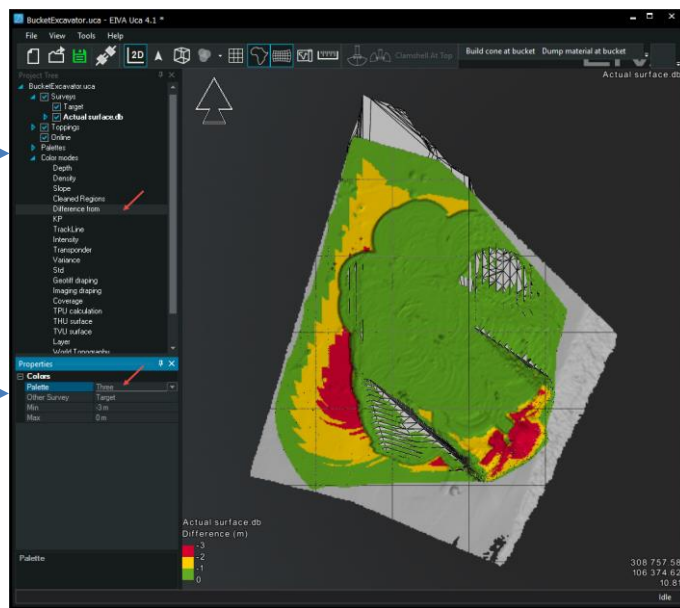 BucketExcavator.uca - EIVA Uca 4.1 *
File View Tools Help
2D Clamshell At Top Build cone at bucket Dump material at bucket
Project Tree
Actual surface.db
BucketExcavator.uca
Surveys
Target
Actual surface.db
Toppings
Online
Palettes
Color modes
Depth
Density
Slope
Cleaned Regions
Difference from
KP
TrackLine
Intensity
Transponder
Variance
Std
Geotiff draping
Imaging draping
Coverage
TPU calculation
THU surface
TVU surface
Layer
World Topography
Properties
Colors
Palette Three
Other Survey Target
Min -3 m
Max 0 m
Actual surface.db
Difference (m)
-3
-2
-1
0
Palette
308 757.58
106 374.62
10.81
Idle